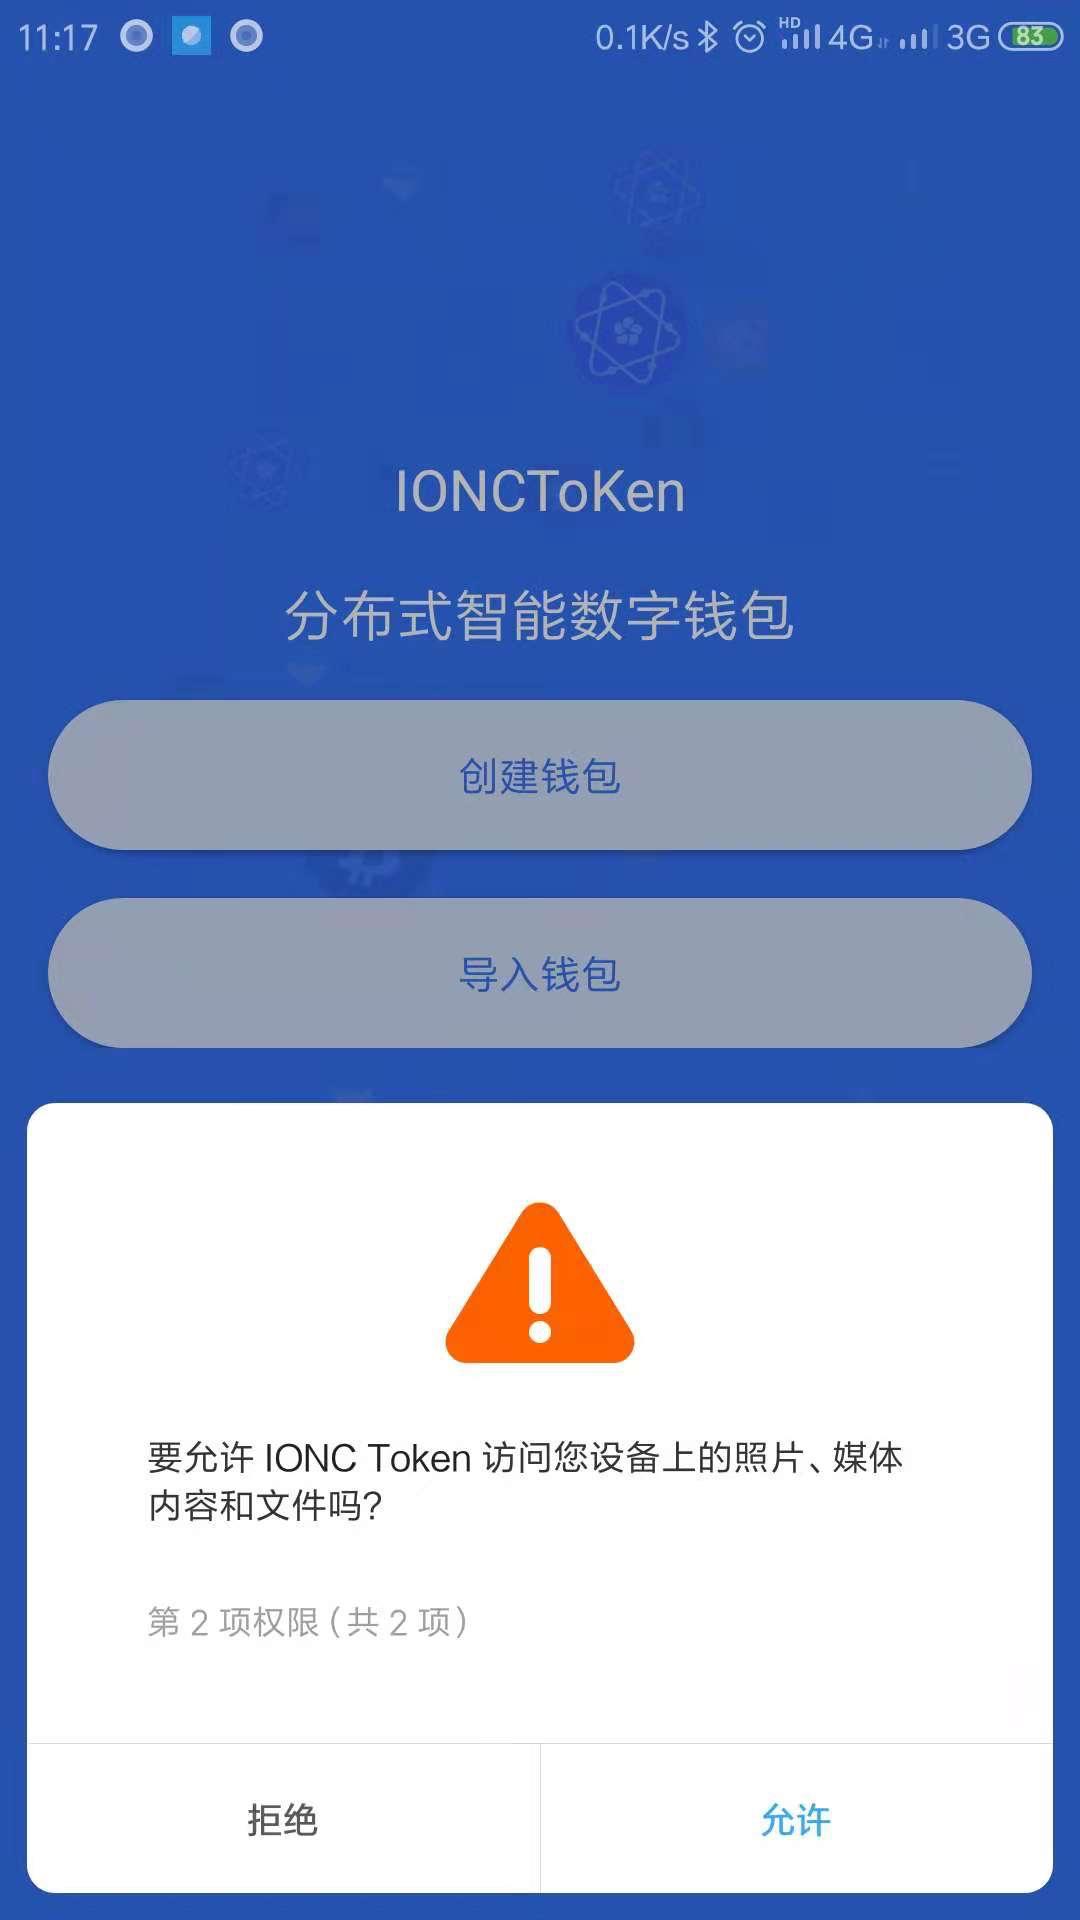 11:17 0.1K/s HD 4G 3G 83
IONCToKen
分布式智能数字钱包
创建钱包
导入钱包
要允许 IONC Token 访问您设备上的照片、媒体
内容和文件吗?
第 2 项权限（共 2 项）
拒绝 允许